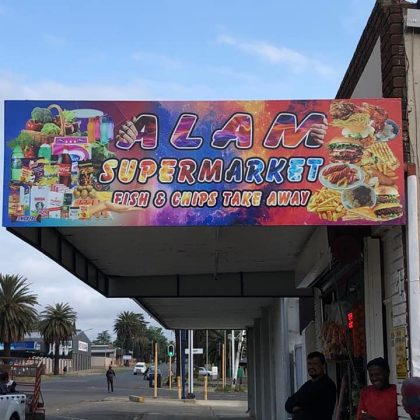 ALAM
SUPERMARKET
FISH & CHIPS TAKE AWAY